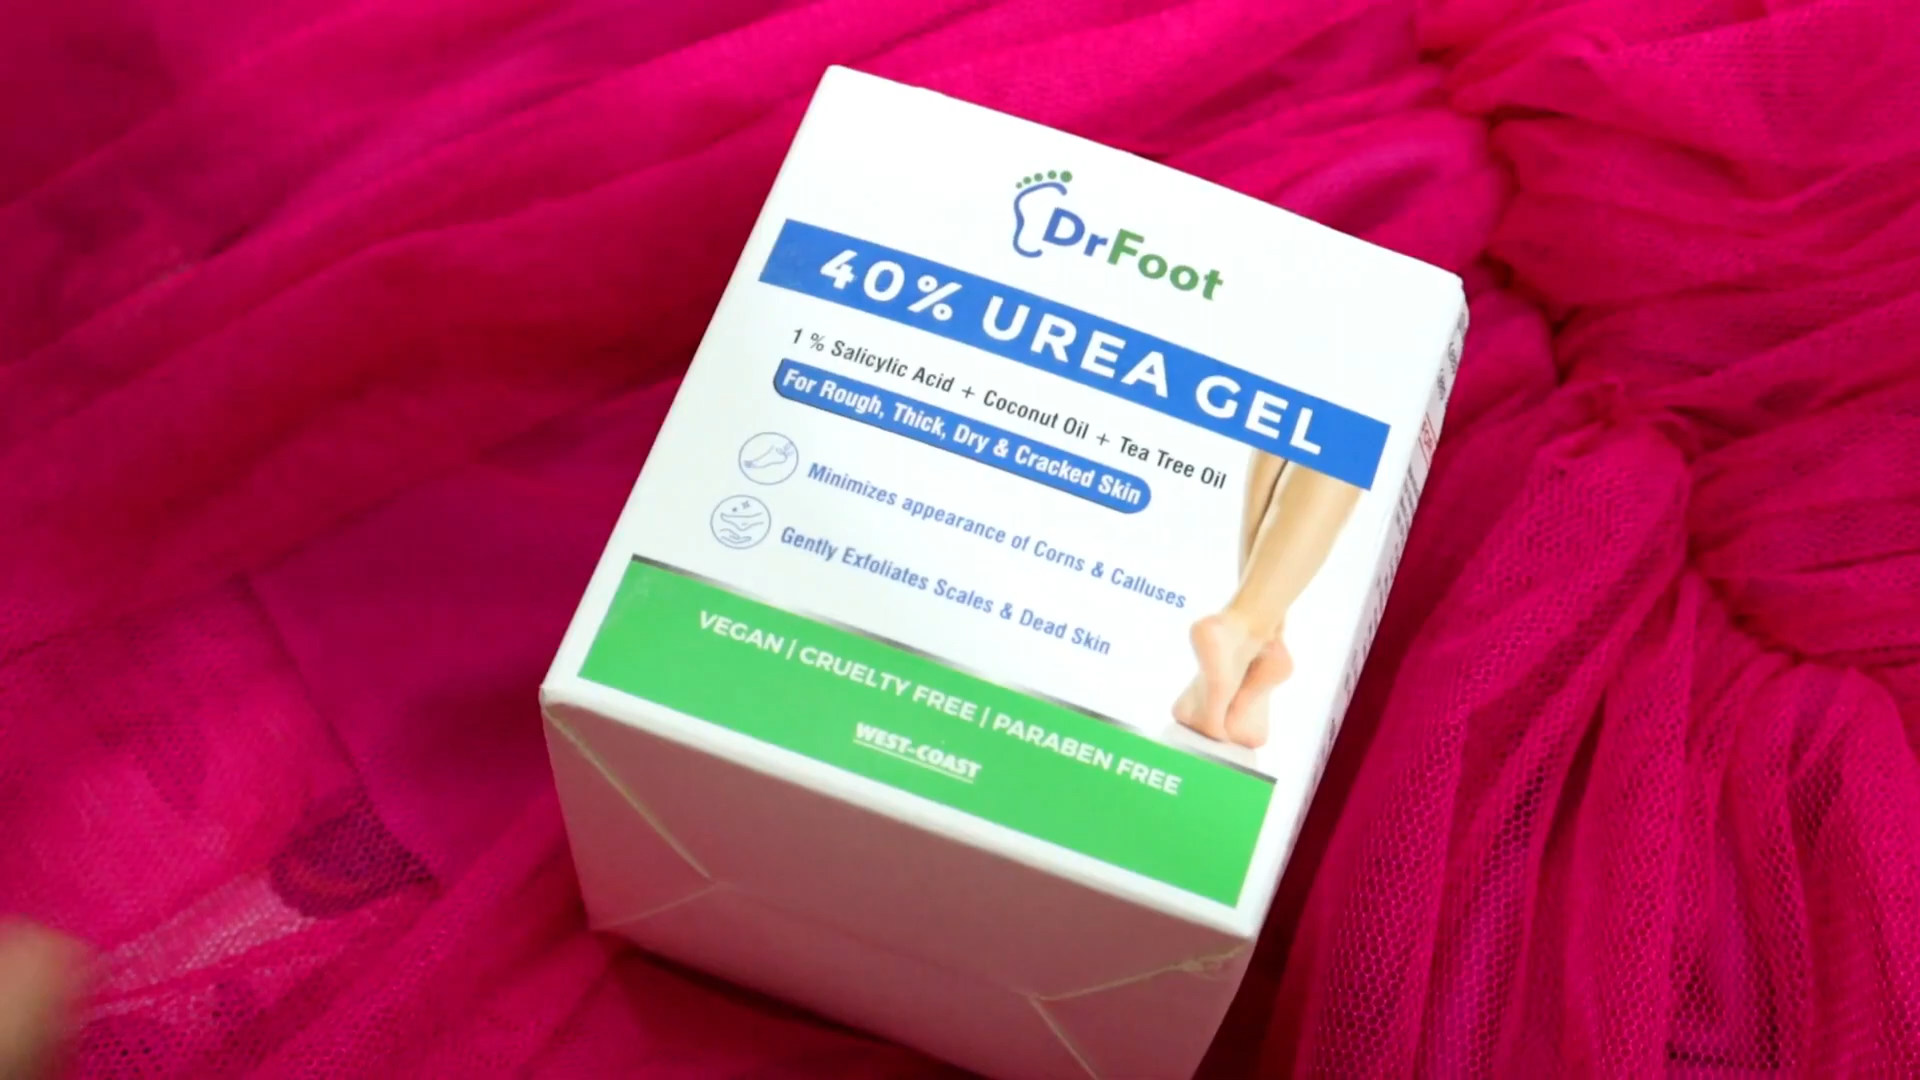 DrFoot
40% UREA GEL
1 % Salicylic Acid + Coconut Oil + Tea Tree Oil
For Rough, Thick, Dry & Cracked Skin
Minimizes appearance of Corns & Calluses
Gently Exfoliates Scales & Dead Skin
VEGAN | CRUELTY FREE | PARABEN FREE
WEST-COAST